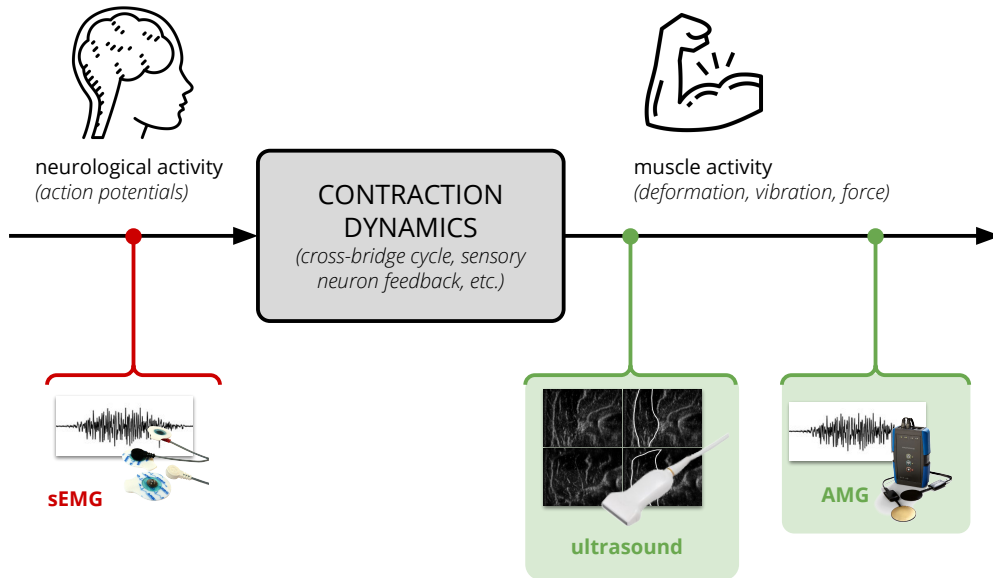 neurological activity
(action potentials)
CONTRACTION
DYNAMICS
(cross-bridge cycle, sensory
neuron feedback, etc.)
muscle activity
(deformation, vibration, force)
sEMG
ultrasound
AMG